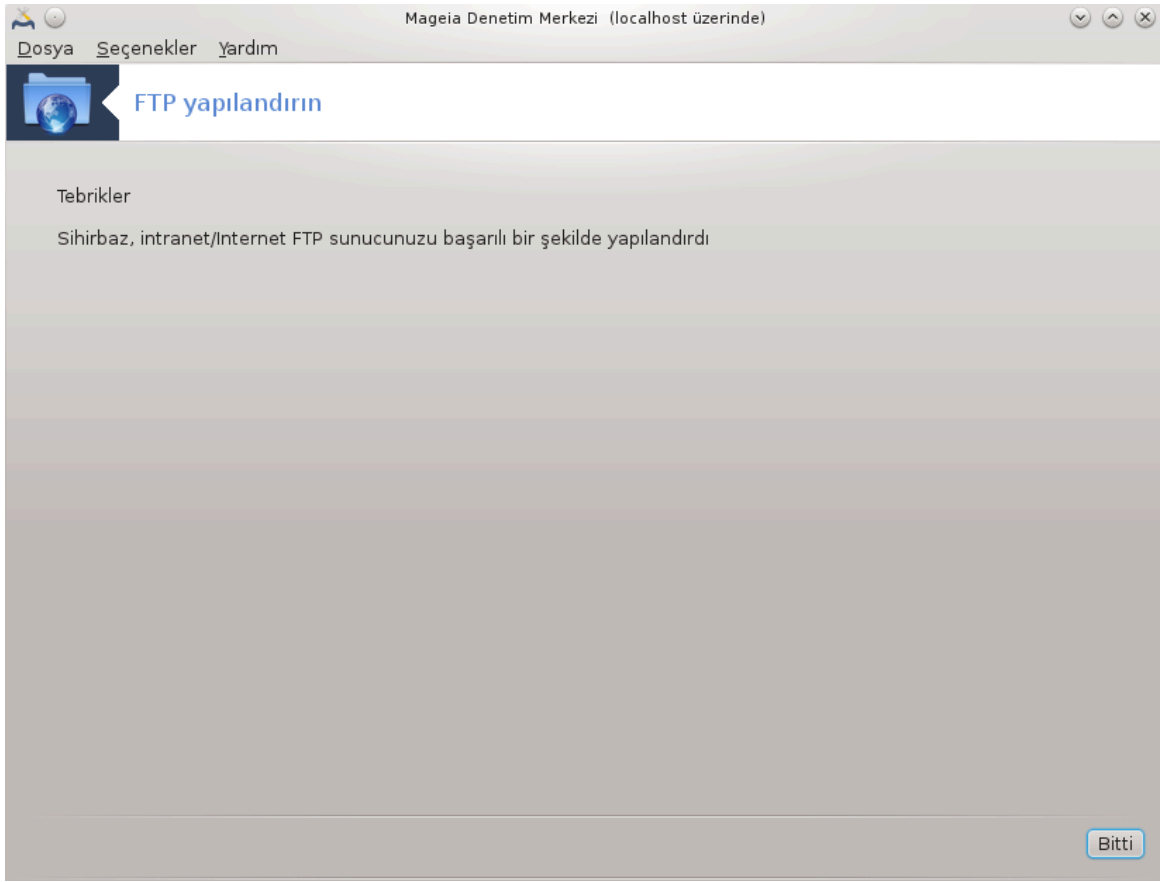 Mageia Denetim Merkezi (localhost üzerinde)
Dosya Seçenekler Yardım
FTP yapılandırın
Tebrikler
Sihirbaz, intranet/Internet FTP sunucunuzu başarılı bir şekilde yapılandırdı
Bitti